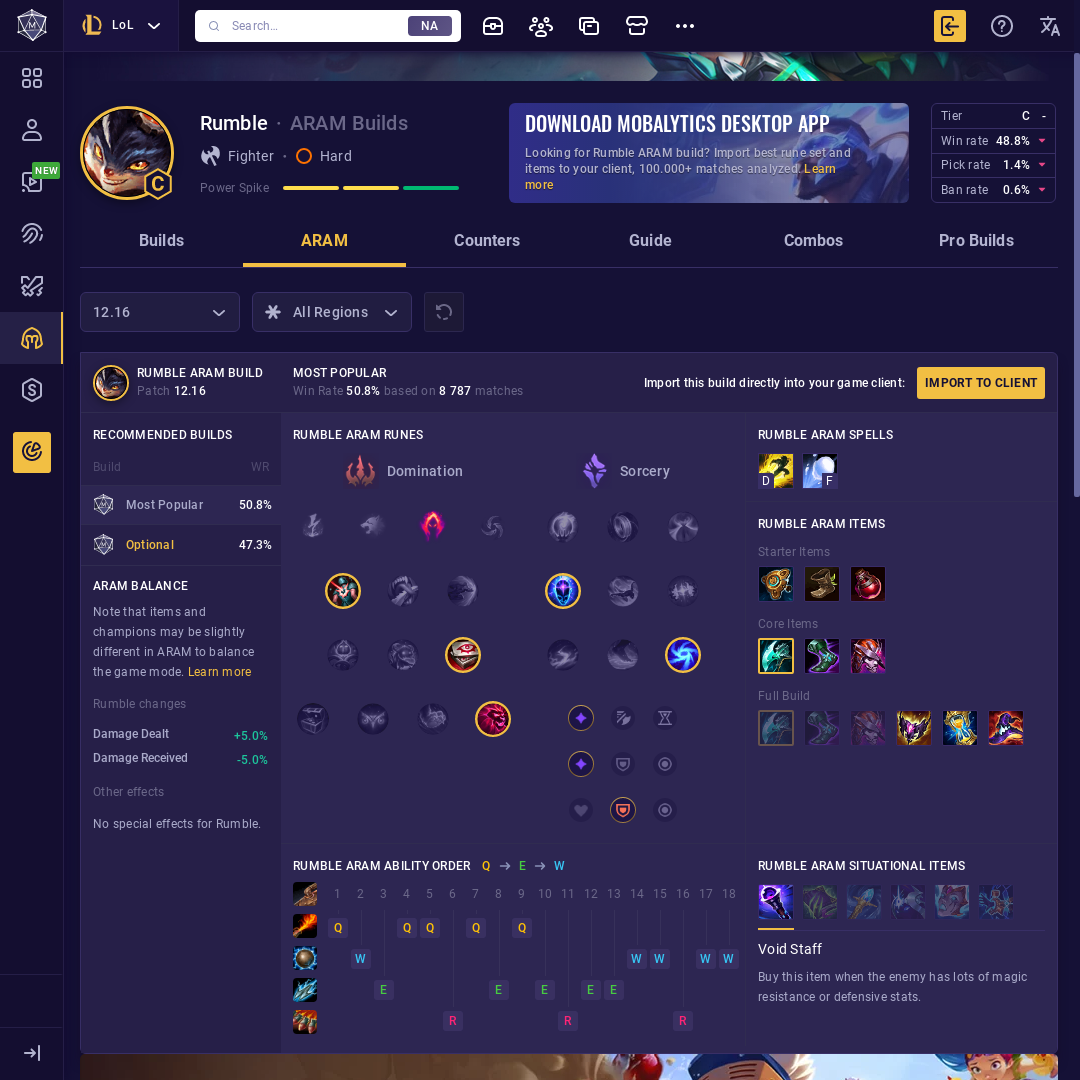 LoL
Search...
NA
NEW
Rumble · ARAM Builds
Fighter · Hard
Power Spike
C
DOWNLOAD MOBALYTICS DESKTOP APP
Looking for Rumble ARAM build? Import best rune set and
items to your client, 100.000+ matches analyzed. Learn
more
Tier C -
Win rate 48.8%
Pick rate 1.4%
Ban rate 0.6%
Builds
ARAM
Counters
Guide
Combos
Pro Builds
12.16
All Regions
RUMBLE ARAM BUILD
Patch 12.16
MOST POPULAR
Win Rate 50.8% based on 8 787 matches
Import this build directly into your game client:
IMPORT TO CLIENT
RECOMMENDED BUILDS
Build WR
Most Popular 50.8%
Optional 47.3%
ARAM BALANCE
Note that items and
champions may be slightly
different in ARAM to balance
the game mode. Learn more
Rumble changes
Damage Dealt +5.0%
Damage Received -5.0%
Other effects
No special effects for Rumble.
RUMBLE ARAM RUNES
Domination
Sorcery
RUMBLE ARAM SPELLS
D F
RUMBLE ARAM ITEMS
Starter Items
Core Items
Full Build
RUMBLE ARAM ABILITY ORDER Q → E → W
1 2 3 4 5 6 7 8 9 10 11 12 13 14 15 16 17 18
Q Q Q Q Q
W W W W W
E E E E E
R R R
RUMBLE ARAM SITUATIONAL ITEMS
Void Staff
Buy this item when the enemy has lots of magic
resistance or defensive stats.